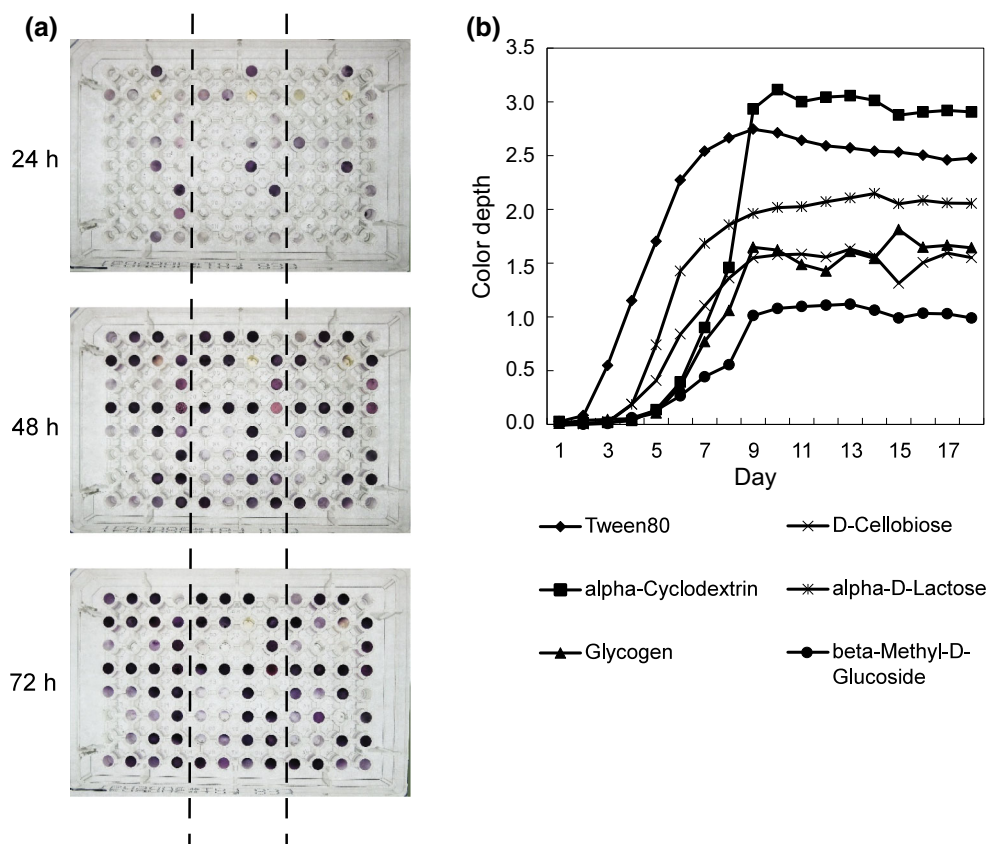 (a)
24 h
48 h
72 h
(b)
3.5
3.0
2.5
2.0
1.5
1.0
0.5
0.0
Color depth
1 3 5 7 9 11 13 15 17
Day
Tween80
D-Cellobiose
alpha-Cyclodextrin
alpha-D-Lactose
Glycogen
beta-Methyl-D-
Glucoside